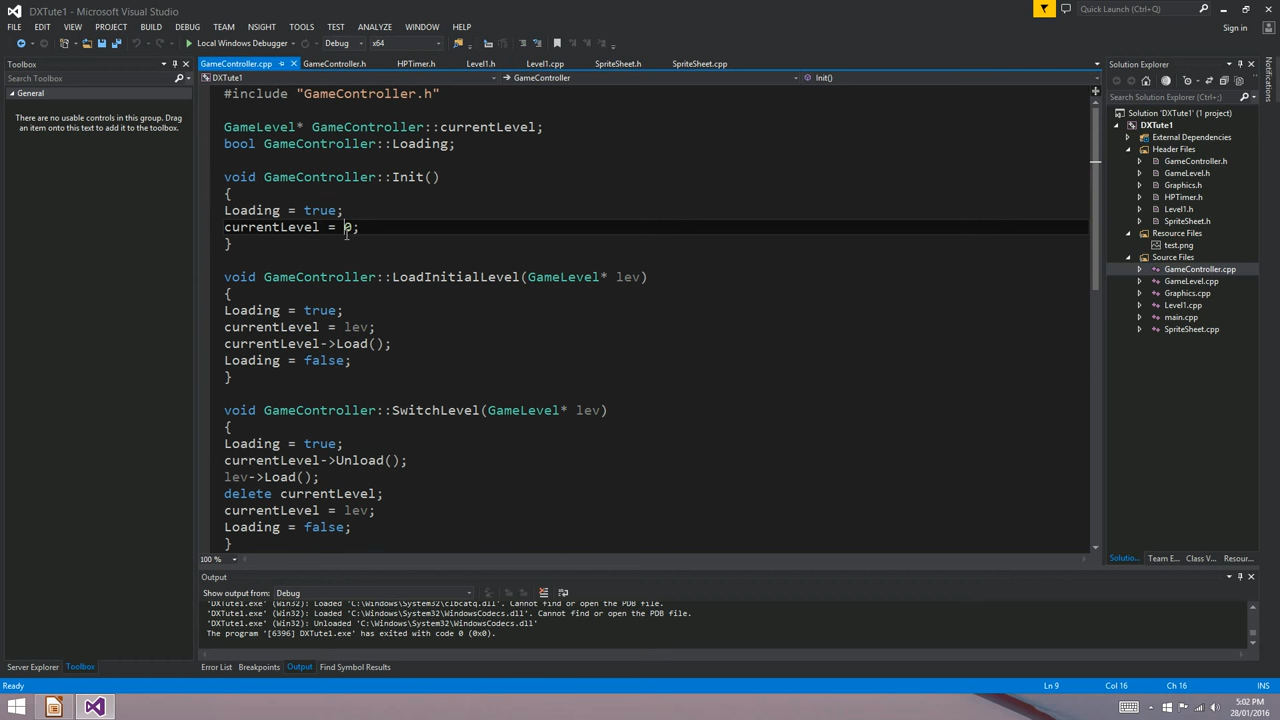 DXTute1 - Microsoft Visual Studio
Quick Launch (Ctrl+Q)
FILE EDIT VIEW PROJECT BUILD DEBUG TEAM NSIGHT TOOLS TEST ANALYZE WINDOW HELP
Sign in
Local Windows Debugger Debug x64
Toolbox
Search Toolbox
General
There are no usable controls in this group. Drag
an item onto this text to add it to the toolbox.
GameController.cpp GameController.h HPTimer.h Level1.h Level1.cpp SpriteSheet.h SpriteSheet.cpp
DXTute1 GameController Init()
#include "GameController.h"
GameLevel* GameController::currentLevel;
bool GameController::Loading;
void GameController::Init()
{
Loading = true;
currentLevel = 0;
}
void GameController::LoadInitialLevel(GameLevel* lev)
{
Loading = true;
currentLevel = lev;
currentLevel->Load();
Loading = false;
}
void GameController::SwitchLevel(GameLevel* lev)
{
Loading = true;
currentLevel->Unload();
lev->Load();
delete currentLevel;
currentLevel = lev;
Loading = false;
}
100 %
Solution Explorer
Search Solution Explorer (Ctrl+;)
Solution 'DXTute1' (1 project)
DXTute1
External Dependencies
Header Files
GameController.h
GameLevel.h
Graphics.h
HPTimer.h
Level1.h
SpriteSheet.h
Resource Files
test.png
Source Files
GameController.cpp
GameLevel.cpp
Graphics.cpp
Level1.cpp
main.cpp
SpriteSheet.cpp
Solutio... Team E... Class V... Resour...
Notifications
Output
Show output from: Debug
'DXTute1.exe' (Win32): Loaded 'C:\Windows\System32\clbcatq.dll'. Cannot find or open the PDB file.
'DXTute1.exe' (Win32): Loaded 'C:\Windows\System32\WindowsCodecs.dll'. Cannot find or open the PDB file.
'DXTute1.exe' (Win32): Unloaded 'C:\Windows\System32\WindowsCodecs.dll'
The program '[6396] DXTute1.exe' has exited with code 0 (0x0).
Server Explorer Toolbox
Error List Breakpoints Output Find Symbol Results
Ready Ln 9 Col 16 Ch 16 INS
5:02 PM
28/01/2016